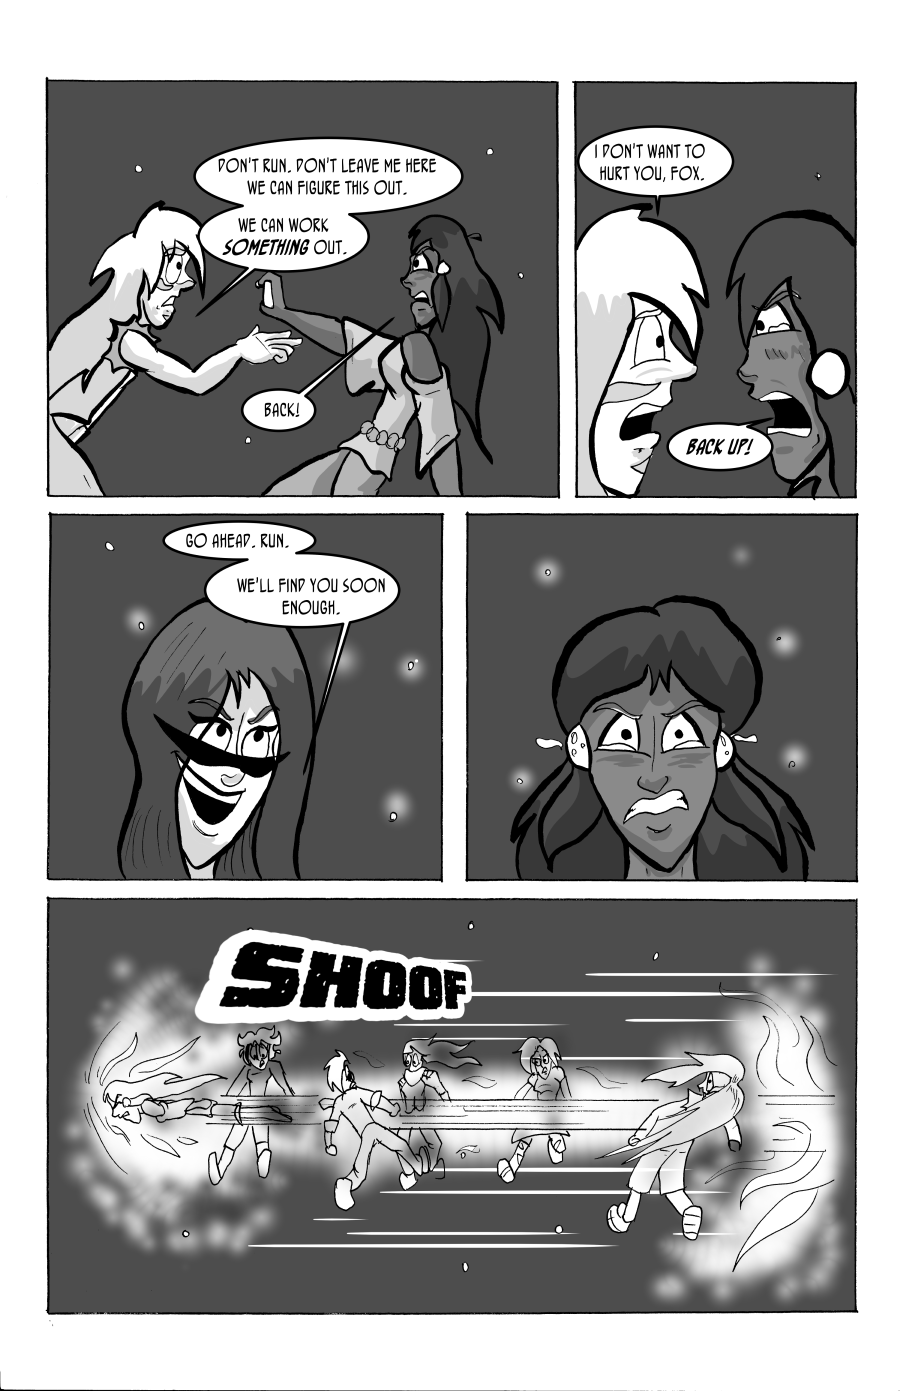 DON'T RUN. DON'T LEAVE ME HERE
WE CAN FIGURE THIS OUT.
WE CAN WORK
SOMETHING OUT.
BACK!
I DON'T WANT TO
HURT YOU, FOX.
BACK UP!
GO AHEAD. RUN.
WE'LL FIND YOU SOON
ENOUGH.
SHOOF